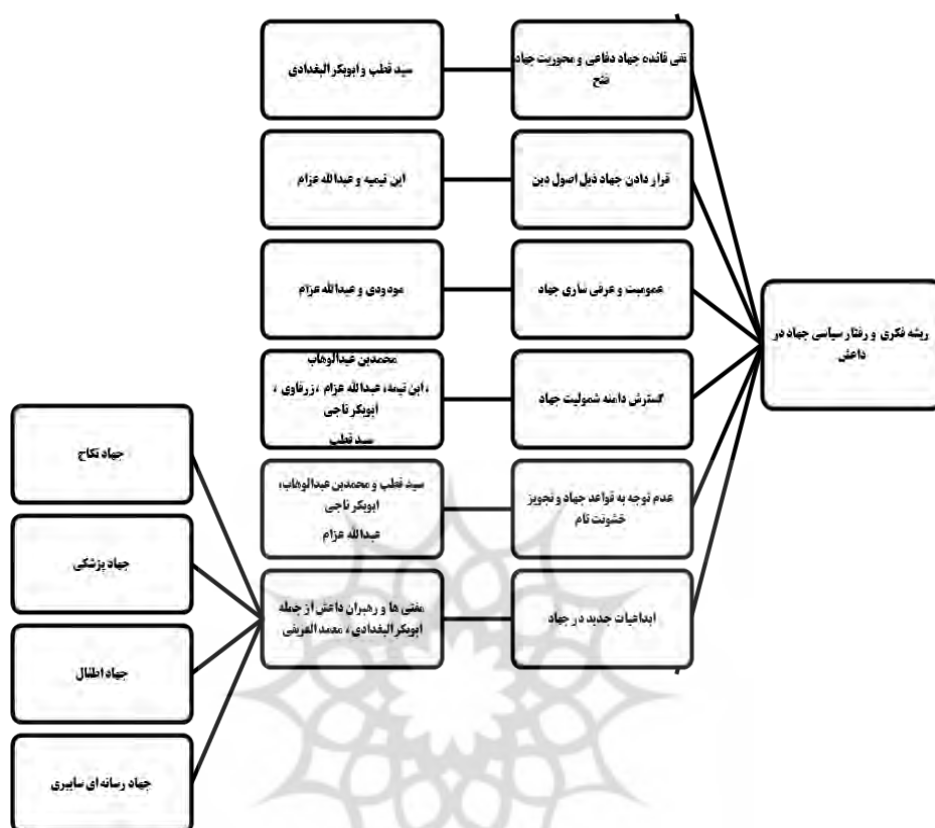 ریشه فکری و رفتار سیاسی جهاد در
داعش
نفی قائده جهاد دفاعی و محوریت جهاد
فتح
سید قطب و ابوبکر البغدادی
قرار دادن جهاد ذیل اصول دین
ابن تیمیه و عبدالله عزام
عمومیت و عرفی سازی جهاد
مودودی و عبدالله عزام
گسترش دامنه شمولیت جهاد
محمدبن عبدالوهاب
، ابن تیمه، عبدالله عزام ، زرقاوی ،
ابوبکر ناجی
سید قطب
عدم توجه به قواعد جهاد و تجویز
خشونت تام
سید قطب و محمدبن عبدالوهاب،
ابوبکر ناجی
عبدالله عزام
ابداعیات جدید در جهاد
مفتی ها و رهبران داعش از جمله
ابوبکر البغدادی ، محمد العریفی
جهاد نکاح
جهاد پزشکی
جهاد اطفال
جهاد رسانه ای سایبری